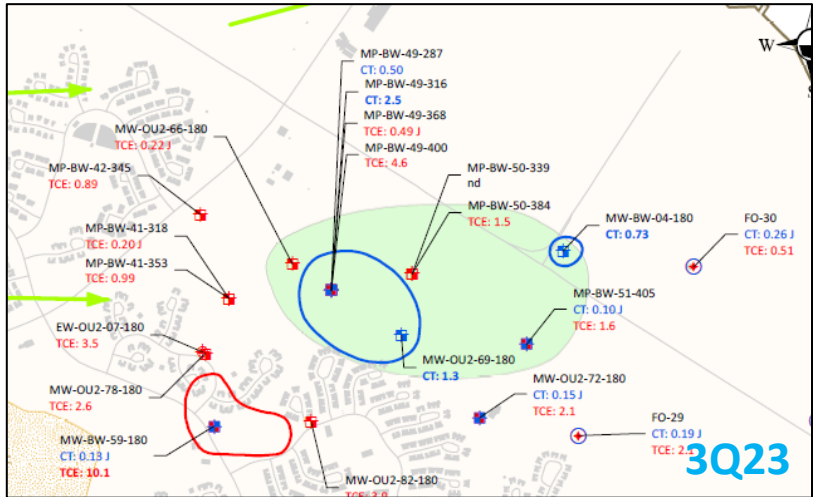 W
MP-BW-49-287
CT: 0.50
MP-BW-49-316
CT: 2.5
MP-BW-49-368
TCE: 0.49 J
MP-BW-49-400
TCE: 4.6
MW-OU2-66-180
TCE: 0.22 J
MP-BW-42-345
TCE: 0.89
MP-BW-50-339
nd
MP-BW-50-384
TCE: 1.5
MW-BW-04-180
CT: 0.73
FO-30
CT: 0.26 J
TCE: 0.51
MP-BW-41-318
TCE: 0.20 J
MP-BW-41-353
TCE: 0.99
MP-BW-51-405
CT: 0.10 J
TCE: 1.6
EW-OU2-07-180
TCE: 3.5
MW-OU2-69-180
CT: 1.3
MW-OU2-78-180
TCE: 2.6
MW-OU2-72-180
CT: 0.15 J
TCE: 2.1
MW-BW-59-180
CT: 0.13 J
TCE: 10.1
FO-29
CT: 0.19 J
TCE: 2.1
MW-OU2-82-180
3Q23